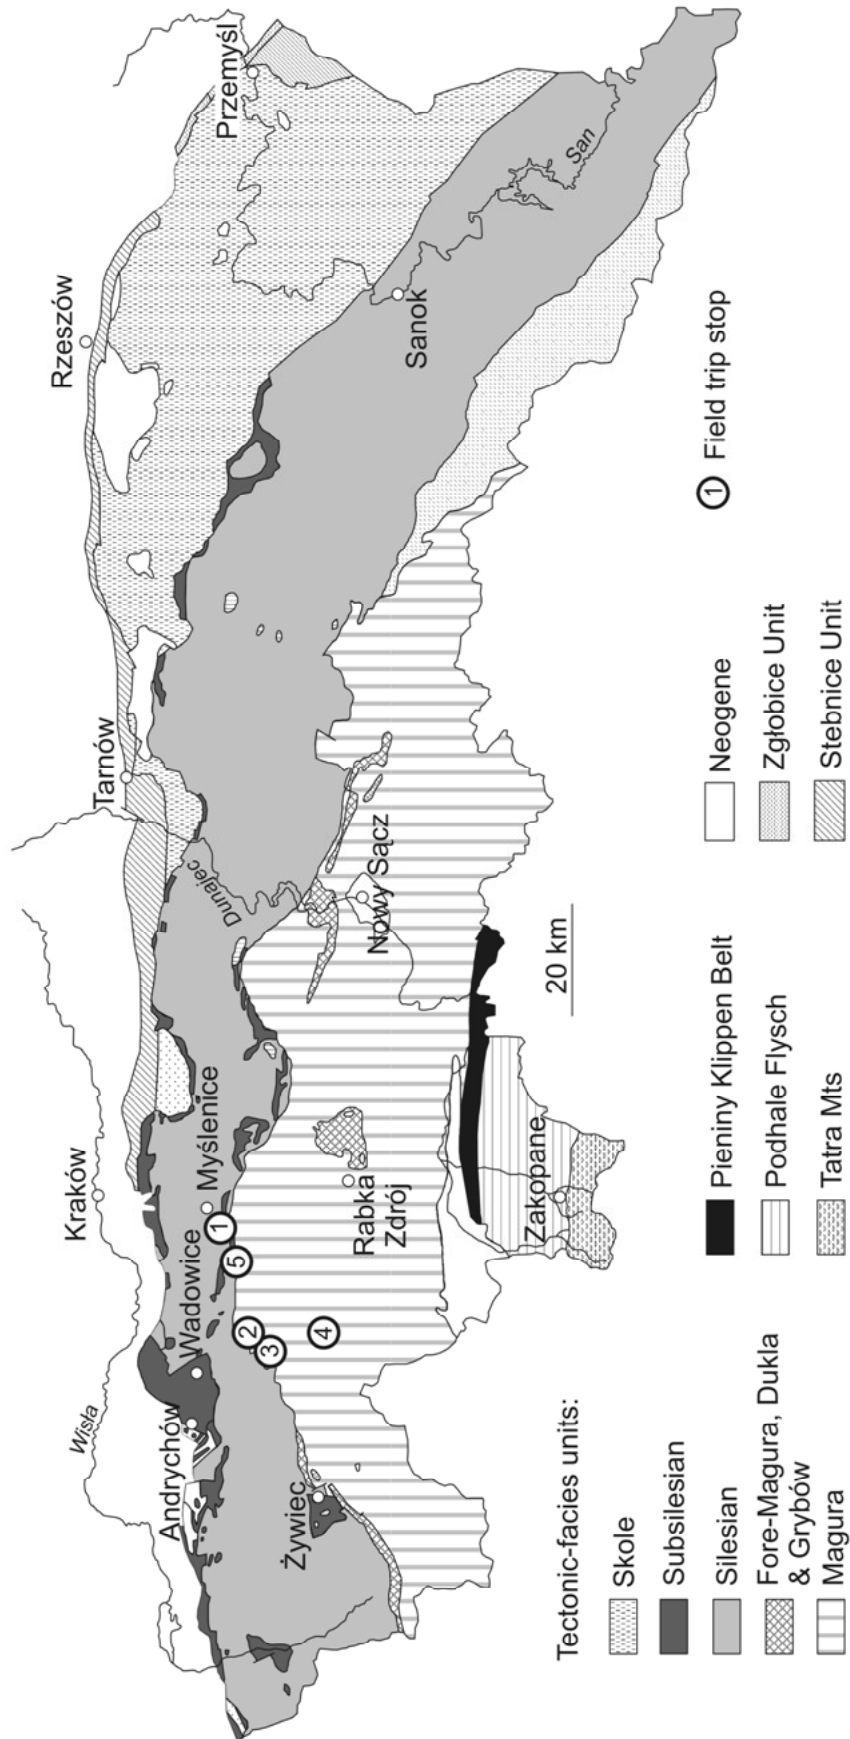 Wisła
Kraków
Tarnów
Rzeszów
Przemyśl
Andrychów
Wadowice
Myślenice
Dunajec
San
Sanok
Żywiec
Rabka
Zdrój
Nowy Sącz
Zakopane
1
5
2
3
4
20 km
Tectonic-facies units:
Skole
Subsilesian
Silesian
Fore-Magura, Dukla
& Grybów
Magura
Pieniny Klippen Belt
Podhale Flysch
Tatra Mts
Neogene
Zgłobice Unit
Stebnice Unit
1 Field trip stop